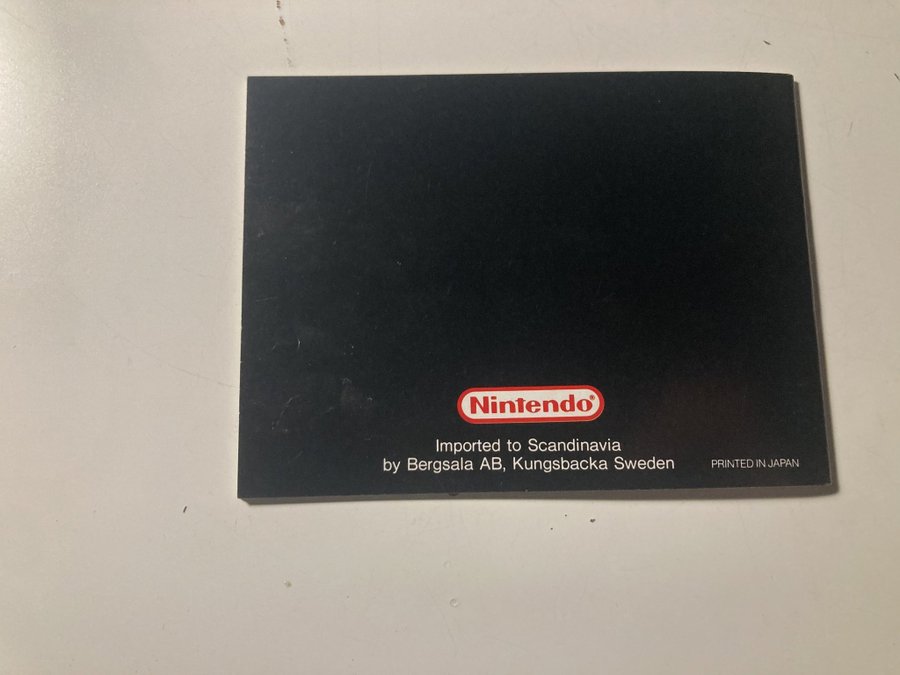 Nintendo®
Imported to Scandinavia
by Bergsala AB, Kungsbacka Sweden
PRINTED IN JAPAN